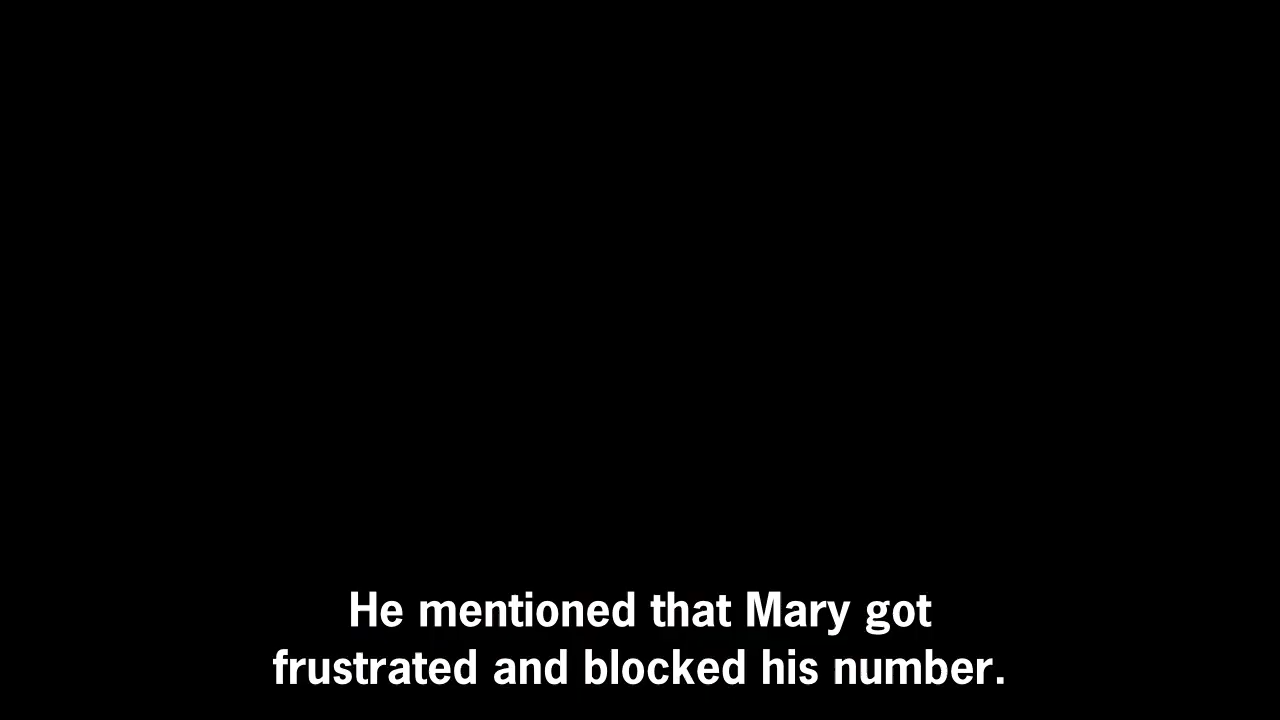 He mentioned that Mary got
frustrated and blocked his number.